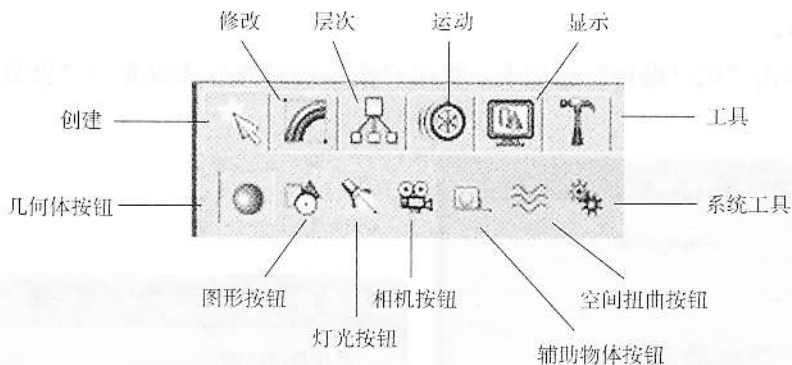 修改 层次 运动 显示
创建 工具
几何体按钮 系统工具
图形按钮 相机按钮 空间扭曲按钮
灯光按钮 辅助物体按钮